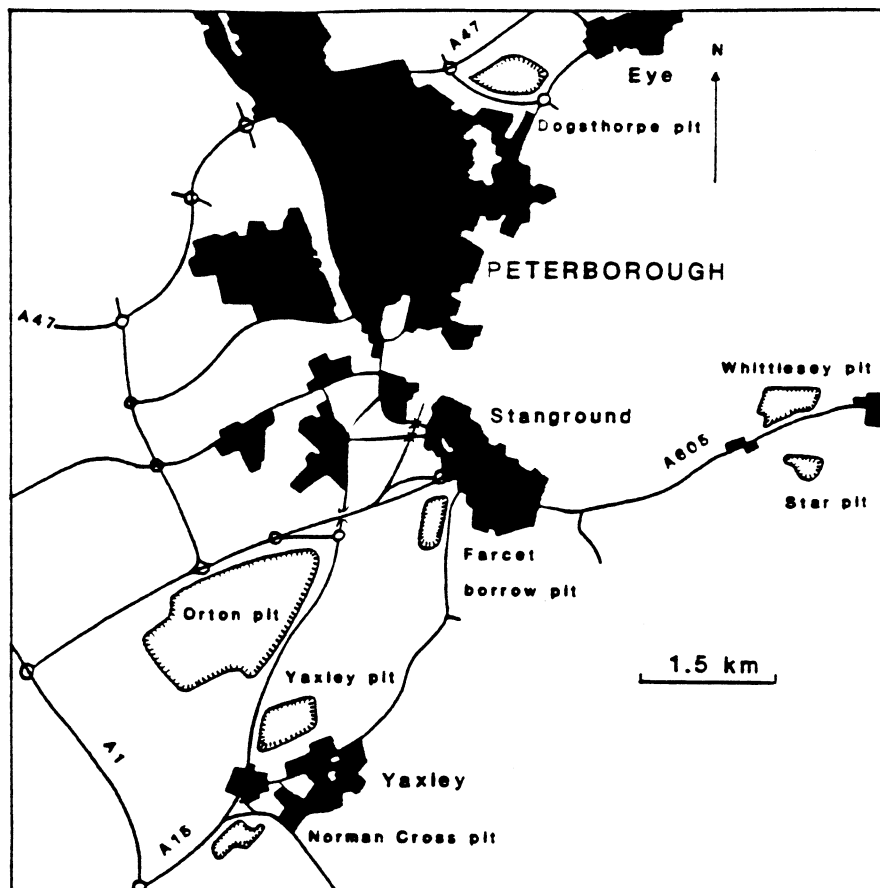 A47
N
Eye
Dogsthorpe pit
PETERBOROUGH
A47
Whittlesey pit
Stanground
A605
Star pit
Farcet
borrow pit
Orton pit
1.5 km
Yaxley pit
A1
Yaxley
A15
Norman Cross pit